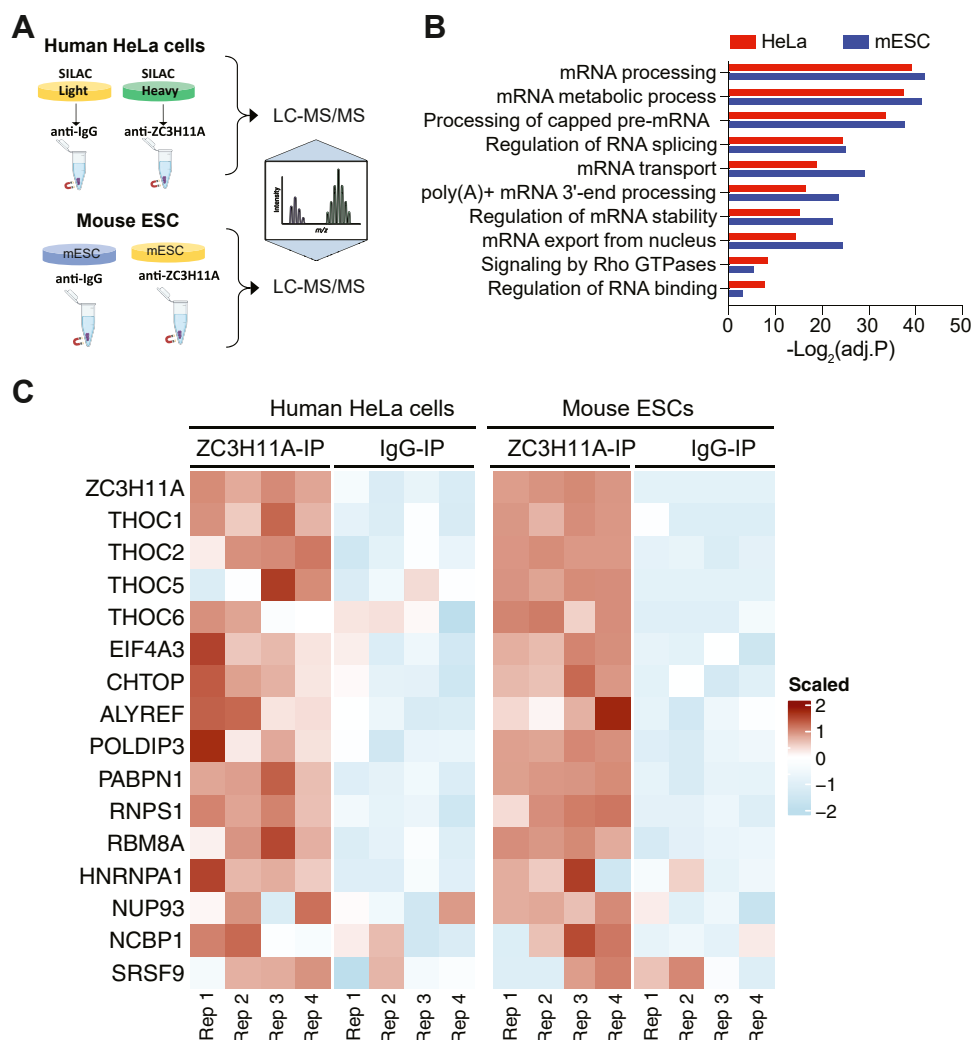 A
Human HeLa cells
SILAC
Light
SILAC
Heavy
anti-IgG
anti-ZC3H11A
LC-MS/MS
Intensity
m/z
Mouse ESC
mESC
mESC
anti-IgG
anti-ZC3H11A
LC-MS/MS
B
HeLa
mESC
mRNA processing
mRNA metabolic process
Processing of capped pre-mRNA
Regulation of RNA splicing
mRNA transport
poly(A)+ mRNA 3'-end processing
Regulation of mRNA stability
mRNA export from nucleus
Signaling by Rho GTPases
Regulation of RNA binding
0 10 20 30 40 50
-Log2(adj.P)
C
Human HeLa cells Mouse ESCs
ZC3H11A-IP IgG-IP ZC3H11A-IP IgG-IP
ZC3H11A
THOC1
THOC2
THOC5
THOC6
EIF4A3
CHTOP
ALYREF
POLDIP3
PABPN1
RNPS1
RBM8A
HNRNPA1
NUP93
NCBP1
SRSF9
Rep 1 Rep 2 Rep 3 Rep 4 Rep 1 Rep 2 Rep 3 Rep 4 Rep 1 Rep 2 Rep 3 Rep 4 Rep 1 Rep 2 Rep 3 Rep 4
Scaled
2
1
0
−1
−2